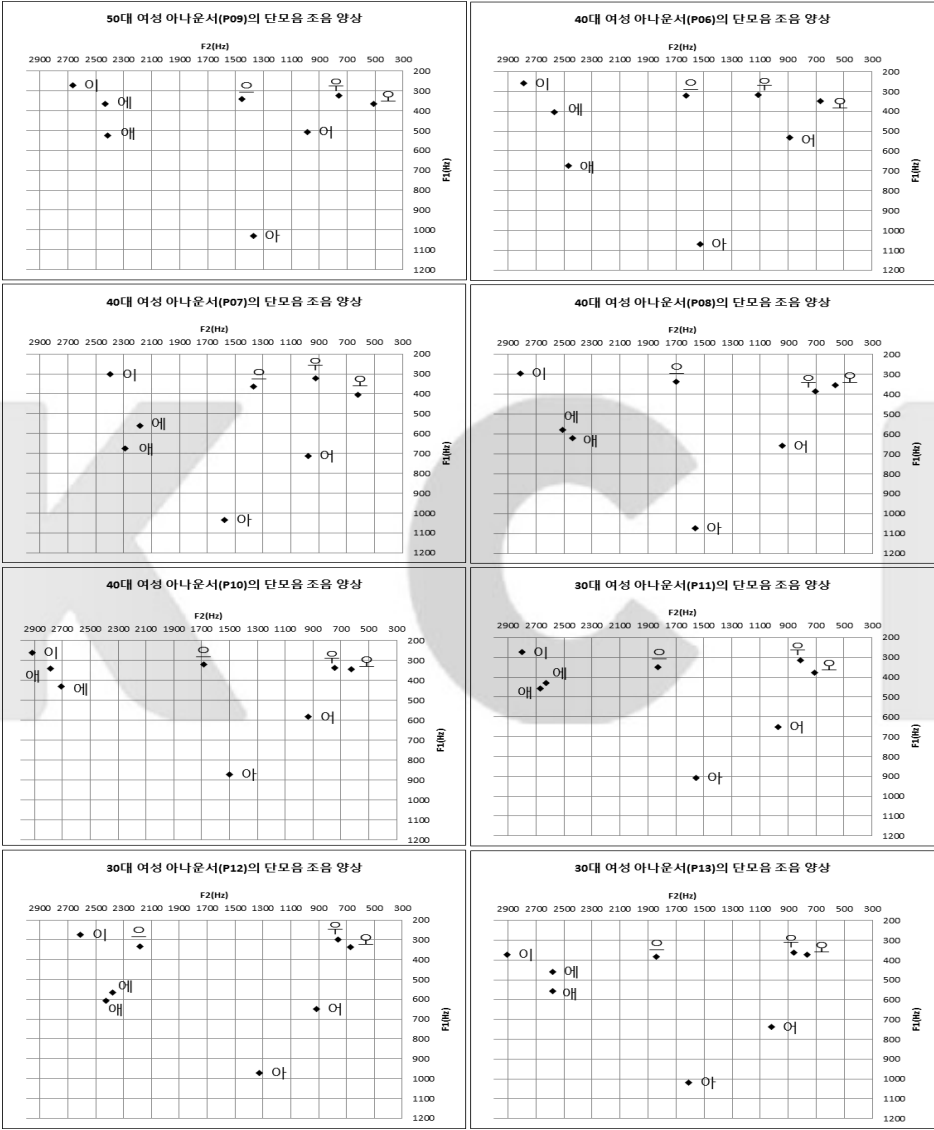 50대 여성 아나운서(P09)의 단모음 조음 양상
F2(Hz)
2900 2700 2500 2300 2100 1900 1700 1500 1300 1100 900 700 500 300
200
300
400
500
600
700
800
900
1000
1100
1200
F1(Hz)
이
에
애
으
우
오
어
아
40대 여성 아나운서(P06)의 단모음 조음 양상
F2(Hz)
2900 2700 2500 2300 2100 1900 1700 1500 1300 1100 900 700 500 300
200
300
400
500
600
700
800
900
1000
1100
1200
F1(Hz)
이
에
애
으
우
오
어
아
40대 여성 아나운서(P07)의 단모음 조음 양상
F2(Hz)
2900 2700 2500 2300 2100 1900 1700 1500 1300 1100 900 700 500 300
200
300
400
500
600
700
800
900
1000
1100
1200
F1(Hz)
이
에
애
으
우
오
어
아
40대 여성 아나운서(P08)의 단모음 조음 양상
F2(Hz)
2900 2700 2500 2300 2100 1900 1700 1500 1300 1100 900 700 500 300
200
300
400
500
600
700
800
900
1000
1100
1200
F1(Hz)
이
에
애
으
우
오
어
아
40대 여성 아나운서(P10)의 단모음 조음 양상
F2(Hz)
2900 2700 2500 2300 2100 1900 1700 1500 1300 1100 900 700 500 300
200
300
400
500
600
700
800
900
1000
1100
1200
F1(Hz)
이
애
에
으
우
오
어
아
30대 여성 아나운서(P11)의 단모음 조음 양상
F2(Hz)
2900 2700 2500 2300 2100 1900 1700 1500 1300 1100 900 700 500 300
200
300
400
500
600
700
800
900
1000
1100
1200
F1(Hz)
이
에
애
으
우
오
어
아
30대 여성 아나운서(P12)의 단모음 조음 양상
F2(Hz)
2900 2700 2500 2300 2100 1900 1700 1500 1300 1100 900 700 500 300
200
300
400
500
600
700
800
900
1000
1100
1200
F1(Hz)
이
에
애
으
우
오
어
아
30대 여성 아나운서(P13)의 단모음 조음 양상
F2(Hz)
2900 2700 2500 2300 2100 1900 1700 1500 1300 1100 900 700 500 300
200
300
400
500
600
700
800
900
1000
1100
1200
F1(Hz)
이
에
애
으
우
오
어
아